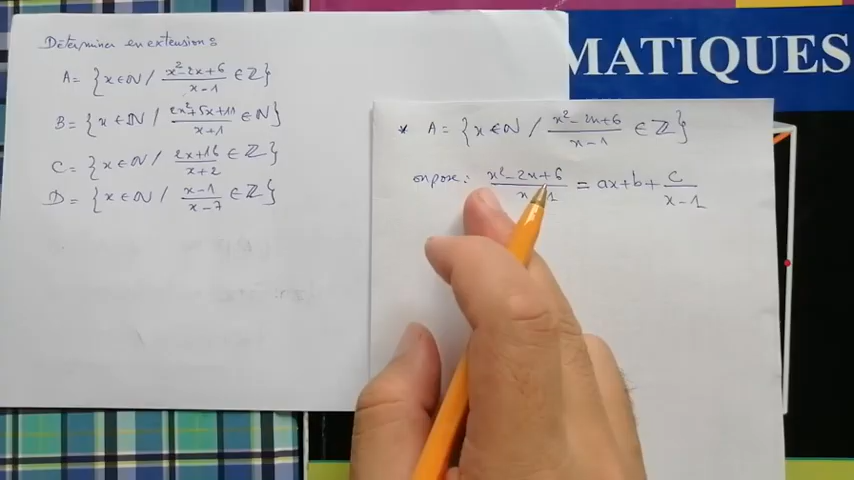 Déterminer en extensions
A = {x ∈ ℕ / x²-2x+6 / x-1 ∈ ℤ}
B = {x ∈ ℕ / 2x²+5x+11 / x+1 ∈ ℕ}
C = {x ∈ ℕ / 2x+16 / x+2 ∈ ℤ}
D = {x ∈ ℕ / x-1 / x-7 ∈ ℤ}
MATIQUES
* A = {x ∈ ℕ / x²-2x+6 / x-1 ∈ ℤ}
on pose : x²-2x+6 / x-1 = ax+b+ c / x-1